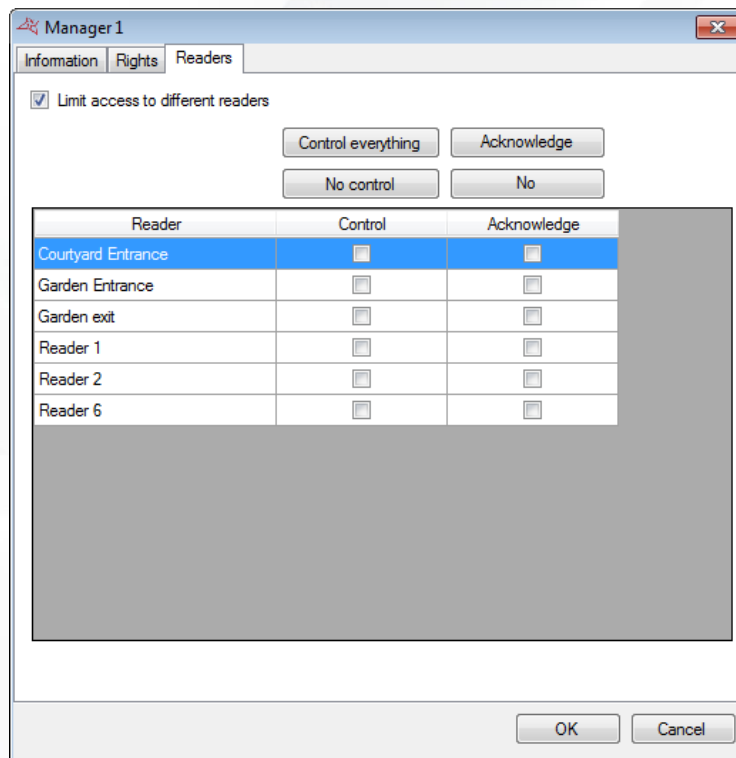 Manager 1
Information Rights Readers
Limit access to different readers
Control everything Acknowledge
No control No
Reader Control Acknowledge
Courtyard Entrance
Garden Entrance
Garden exit
Reader 1
Reader 2
Reader 6
OK Cancel